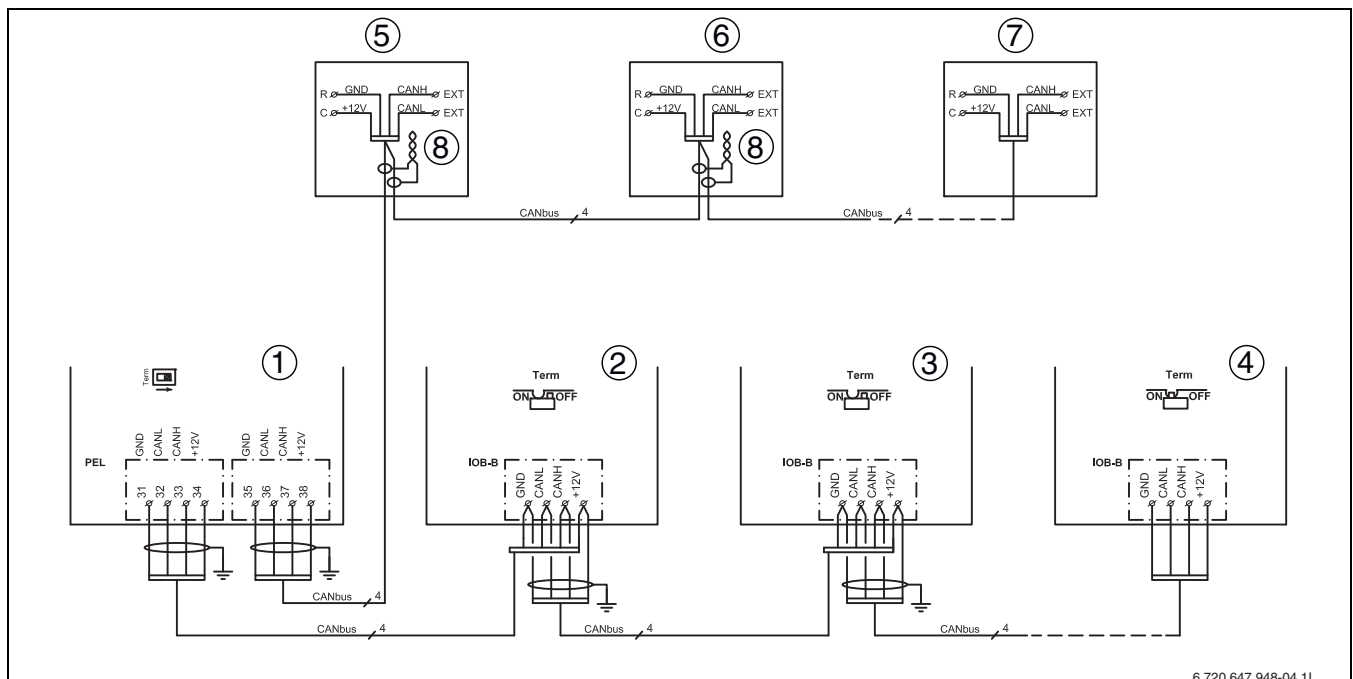 5 6 7
R GND CANH EXT R GND CANH EXT R GND CANH EXT
C +12V CANL EXT C +12V CANL EXT C +12V CANL EXT
8 8
CANbus 4 CANbus 4
1 2 3 4
Term Term Term Term
ON OFF ON OFF ON OFF
GND CANL CANH +12V GND CANL CANH +12V
PEL IOB-B IOB-B IOB-B
GND CANL CANH +12V GND CANL CANH +12V GND CANL CANH +12V
31 32 33 34 35 36 37 38
CANbus 4
CANbus 4 CANbus 4 CANbus 4
6 720 647 948-04.1I